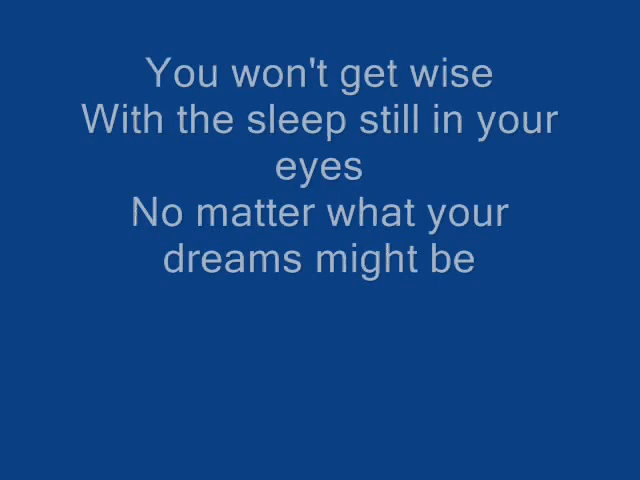 You won't get wise
With the sleep still in your
eyes
No matter what your
dreams might be